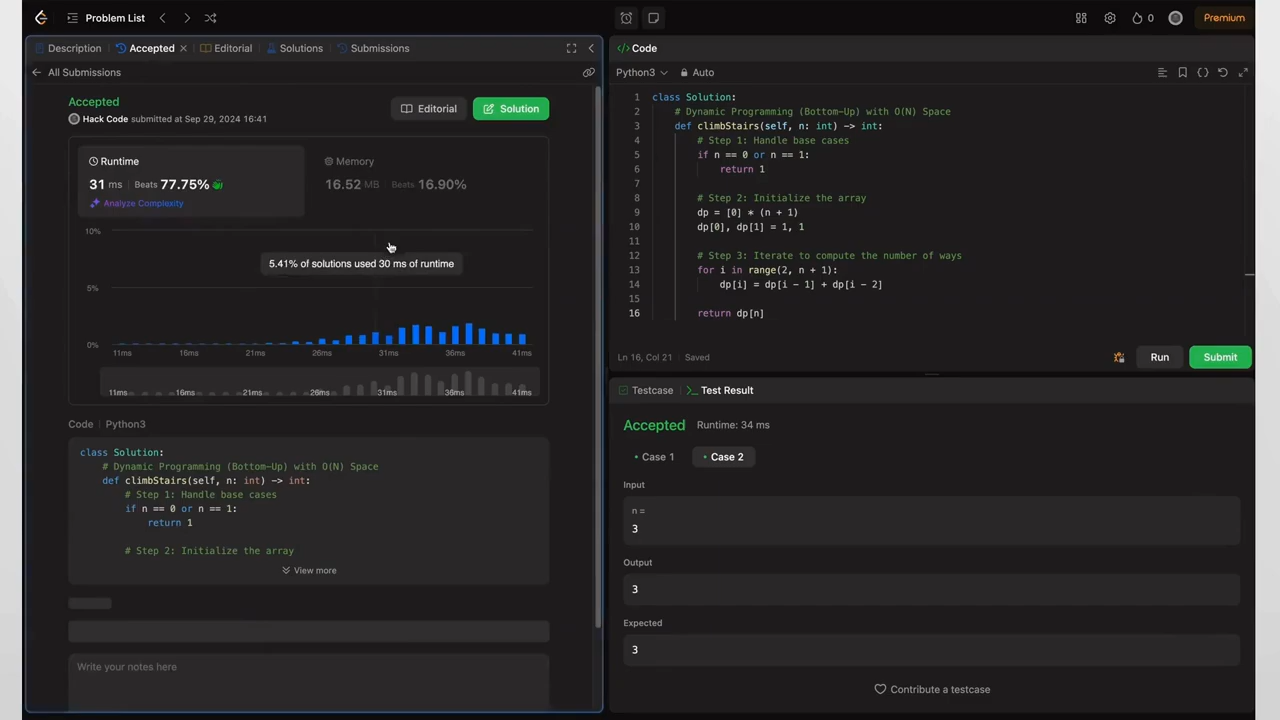 Problem List
0
Premium
Description
Accepted
Editorial
Solutions
Submissions
All Submissions
Accepted
Editorial
Solution
Hack Code submitted at Sep 29, 2024 16:41
Runtime
31 ms | Beats 77.75%
Analyze Complexity
Memory
16.52 MB | Beats 16.90%
10%
5.41% of solutions used 30 ms of runtime
5%
0%
11ms 16ms 21ms 26ms 31ms 36ms 41ms
11ms 16ms 21ms 26ms 31ms 36ms 41ms
Code | Python3
class Solution:
# Dynamic Programming (Bottom-Up) with O(N) Space
def climbStairs(self, n: int) -> int:
# Step 1: Handle base cases
if n == 0 or n == 1:
return 1
# Step 2: Initialize the array
View more
Write your notes here
</> Code
Python3
Auto
1 class Solution:
2 # Dynamic Programming (Bottom-Up) with O(N) Space
3 def climbStairs(self, n: int) -> int:
4 # Step 1: Handle base cases
5 if n == 0 or n == 1:
6 return 1
7
8 # Step 2: Initialize the array
9 dp = [0] * (n + 1)
10 dp[0], dp[1] = 1, 1
11
12 # Step 3: Iterate to compute the number of ways
13 for i in range(2, n + 1):
14 dp[i] = dp[i - 1] + dp[i - 2]
15
16 return dp[n]
Ln 16, Col 21 | Saved
Run
Submit
Testcase
>_ Test Result
Accepted Runtime: 34 ms
• Case 1
• Case 2
Input
n =
3
Output
3
Expected
3
Contribute a testcase